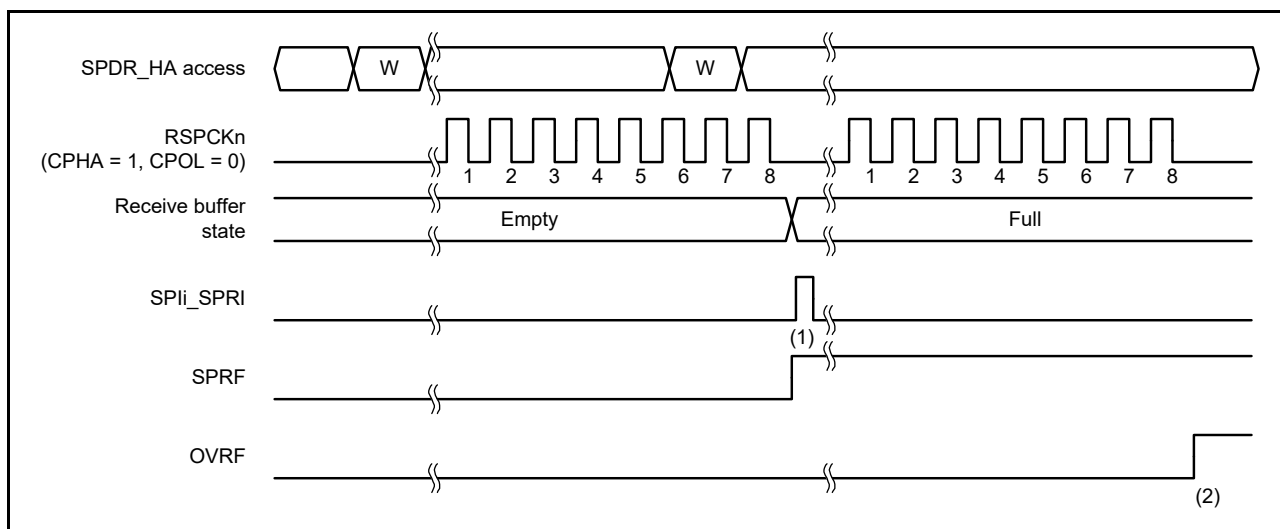 SPDR_HA access
W
W
RSPCKn
(CPHA = 1, CPOL = 0)
1 2 3 4 5 6 7 8
1 2 3 4 5 6 7 8
Receive buffer
state
Empty
Full
SPIi_SPRI
(1)
SPRF
OVRF
(2)